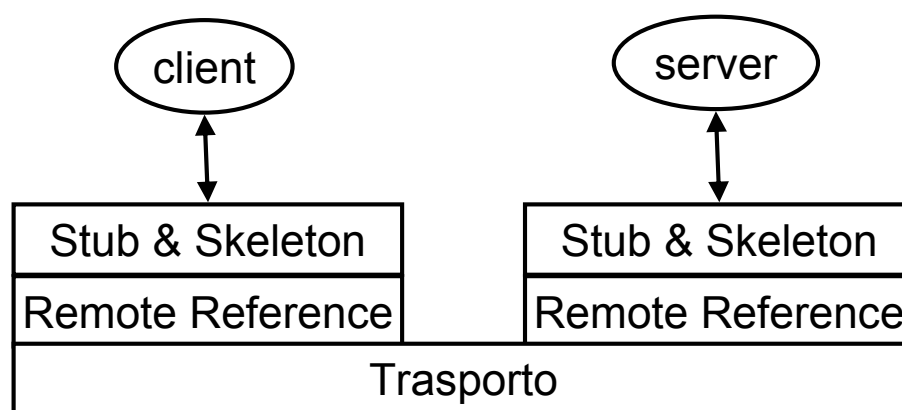 client
server
Stub & Skeleton
Stub & Skeleton
Remote Reference
Remote Reference
Trasporto